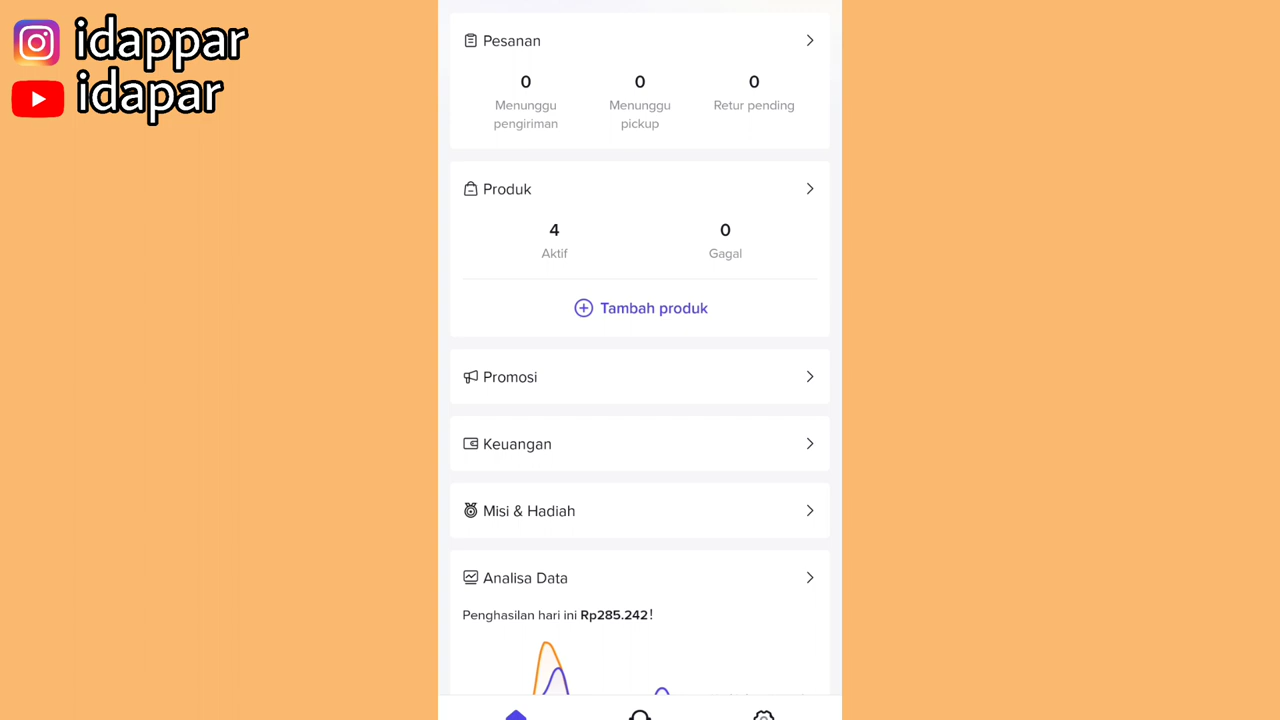 idappar
idapar
Pesanan
0
Menunggu
pengiriman
0
Menunggu
pickup
0
Retur pending
Produk
4
Aktif
0
Gagal
Tambah produk
Promosi
Keuangan
Misi & Hadiah
Analisa Data
Penghasilan hari ini Rp285.242!